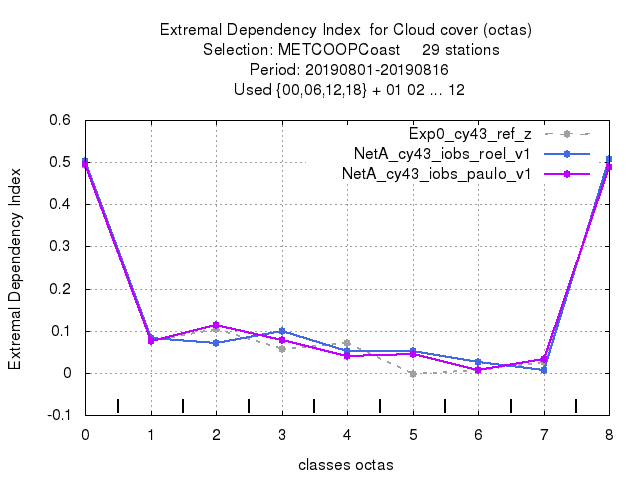 Extremal Dependency Index  for Cloud cover (octas)
Selection: METCOOPCoast     29 stations
Period: 20190801-20190816
Used {00,06,12,18} + 01 02 ... 12
Exp0_cy43_ref_z
NetA_cy43_iobs_roel_v1
NetA_cy43_iobs_paulo_v1
Extremal Dependency Index
0.6
0.5
0.4
0.3
0.2
0.1
0
-0.1
0 1 2 3 4 5 6 7 8
classes octas